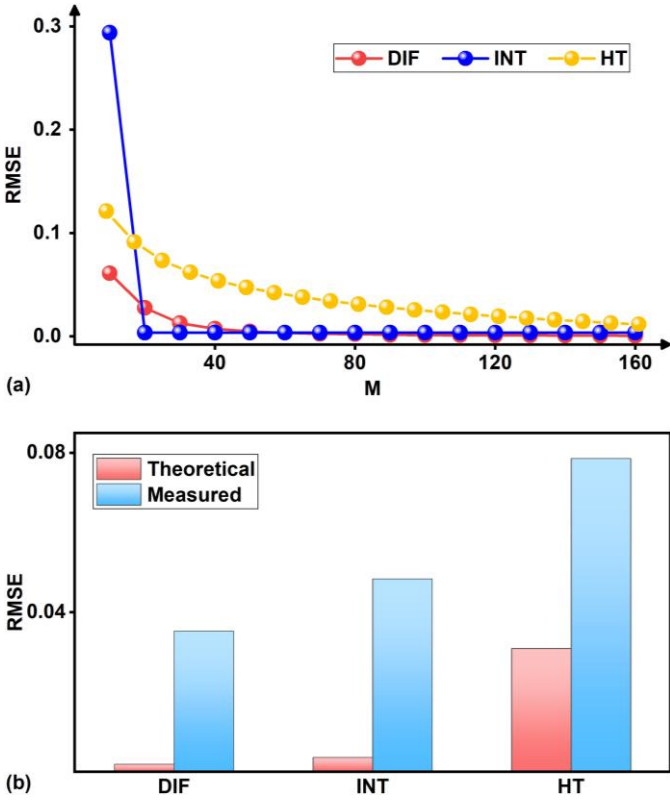 0.3
DIF INT HT
0.2
RMSE
0.1
0.0
40 80 120 160
(a)
M
0.08
Theoretical
Measured
RMSE
0.04
(b)
DIF INT HT